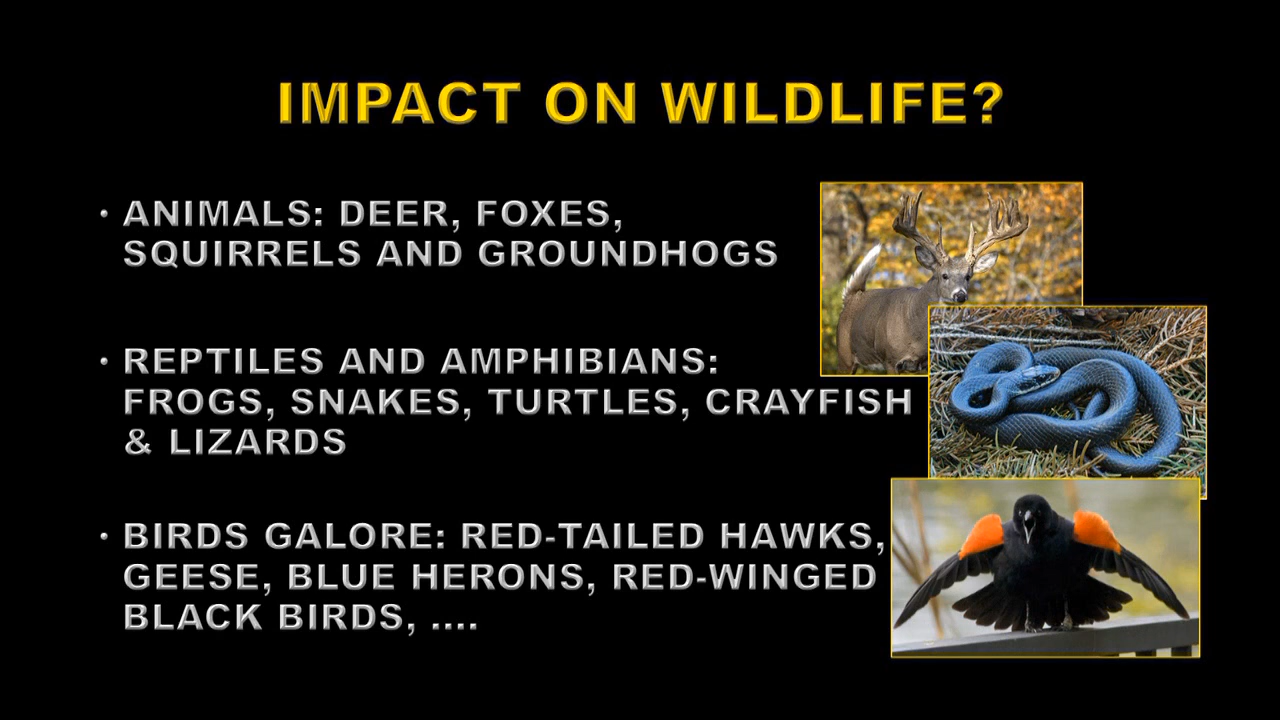 IMPACT ON WILDLIFE?
• ANIMALS: DEER, FOXES,
SQUIRRELS AND GROUNDHOGS
• REPTILES AND AMPHIBIANS:
FROGS, SNAKES, TURTLES, CRAYFISH
& LIZARDS
• BIRDS GALORE: RED-TAILED HAWKS,
GEESE, BLUE HERONS, RED-WINGED
BLACK BIRDS, ....